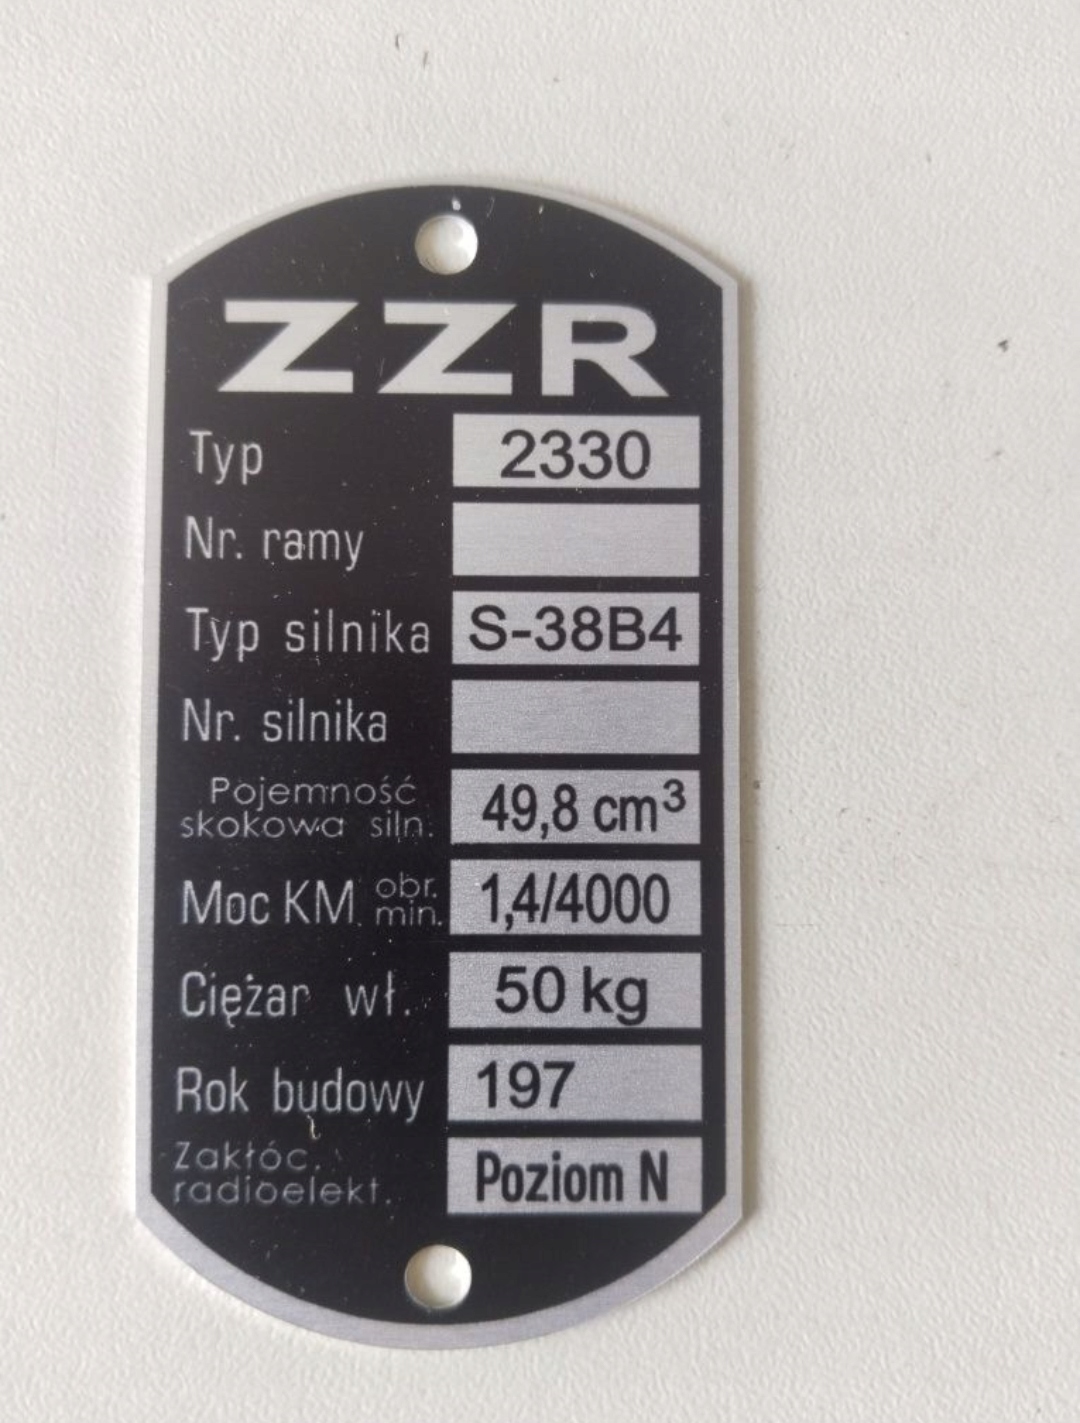 ZZR
Typ 2330
Nr. ramy
Typ silnika S-38B4
Nr. silnika
Pojemność
skokowa siln. 49,8 cm³
Moc KM obr. min. 1,4/4000
Ciężar wł. 50 kg
Rok budowy 197
Zakłóc.
radioelekt. Poziom N